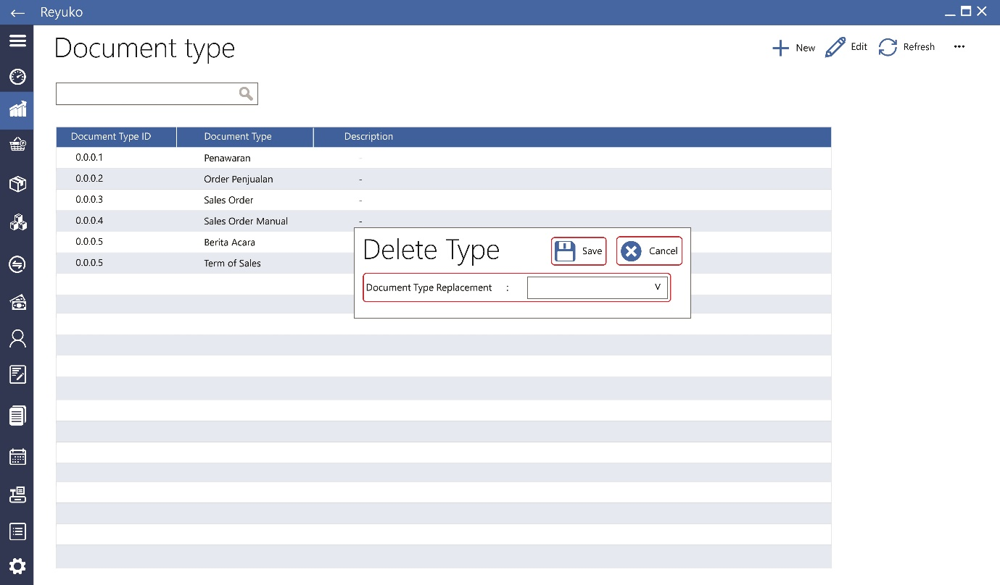 Reyuko
Document type
New Edit Refresh
Document Type ID Document Type Description
0.0.0.1 Penawaran -
0.0.0.2 Order Penjualan -
0.0.0.3 Sales Order -
0.0.0.4 Sales Order Manual -
0.0.0.5 Berita Acara
0.0.0.5 Term of Sales
Delete Type Save Cancel
Document Type Replacement : V